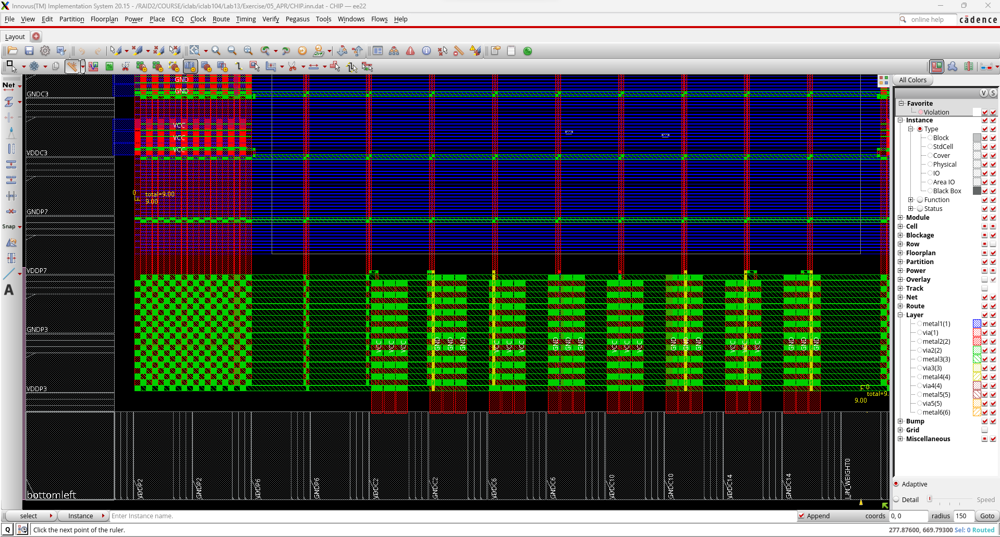 Innovus(TM) Implementation System 20.15 - /RAID2/COURSE/iclab/iclab104/Lab13/Exercise/05_APR/CHIP.inn.dat - CHIP — ee22
File View Edit Partition Floorplan Power Place ECO Clock Route Timing Verify Pegasus Tools Windows Flows Help
online help
cādence
Layout
All Colors
Net
Snap
A
GNDC3
VDDC3
GNDP7
VDDP7
GNDP3
VDDP3
bottomleft
GND
GND
VCC
VCC
VCC
0
total=9.00
9.00
VCC VCC VCC GND GND GND VCC VCC VCC GND GND GND VCC VCC VCC GND GND GND VCC VCC VCC GND GND GND
0
total=9.
9.00
VDDP2 GNDP2 VDDP6 GNDP6 VDDC2 GNDC2 VDDC6 GNDC6 VDDC10 GNDC10 VDDC14 GNDC14
V S
Favorite
Violation
Instance
Type
Block
StdCell
Cover
Physical
IO
Area IO
Black Box
Function
Status
Module
Cell
Blockage
Row
Floorplan
Partition
Power
Overlay
Track
Net
Route
Layer
metal1(1)
via(1)
metal2(2)
via2(2)
metal3(3)
via3(3)
metal4(4)
via4(4)
metal5(5)
via5(5)
metal6(6)
Bump
Grid
Miscellaneous
Adaptive
Detail Speed
select Instance Enter Instance name. Append coords 0, 0 radius 150 Goto
Q Click the next point of the ruler. 277.87600, 669.79300 Sel: 0 Routed